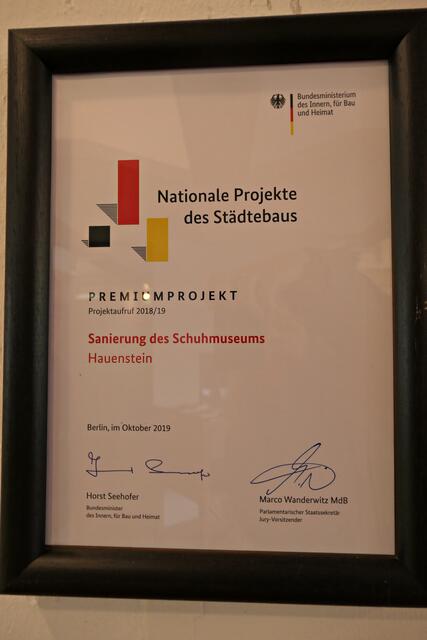 Bundesministerium
des Innern, für Bau
und Heimat
Nationale Projekte
des Städtebaus
PREMIUMPROJEKT
Projektaufruf 2018/19
Sanierung des Schuhmuseums
Hauenstein
Berlin, im Oktober 2019
Horst Seehofer
Bundesminister
des Innern, für Bau und Heimat
Marco Wanderwitz MdB
Parlamentarischer Staatssekretär
Jury-Vorsitzender